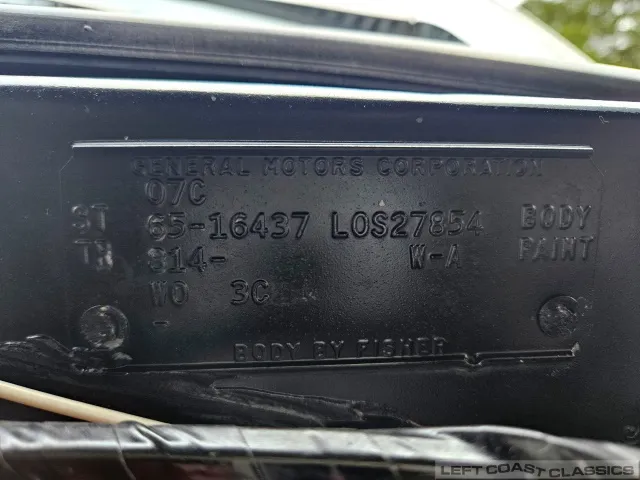 GENERAL MOTORS CORPORATION
07C
ST 65-16437 LOS27854 BODY
TR 814- W-A PAINT
WO 3C
-
BODY BY FISHER
LEFT COAST CLASSICS